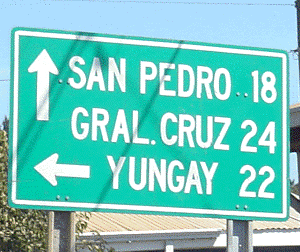 SAN PEDRO 18
GRAL. CRUZ 24
YUNGAY 22